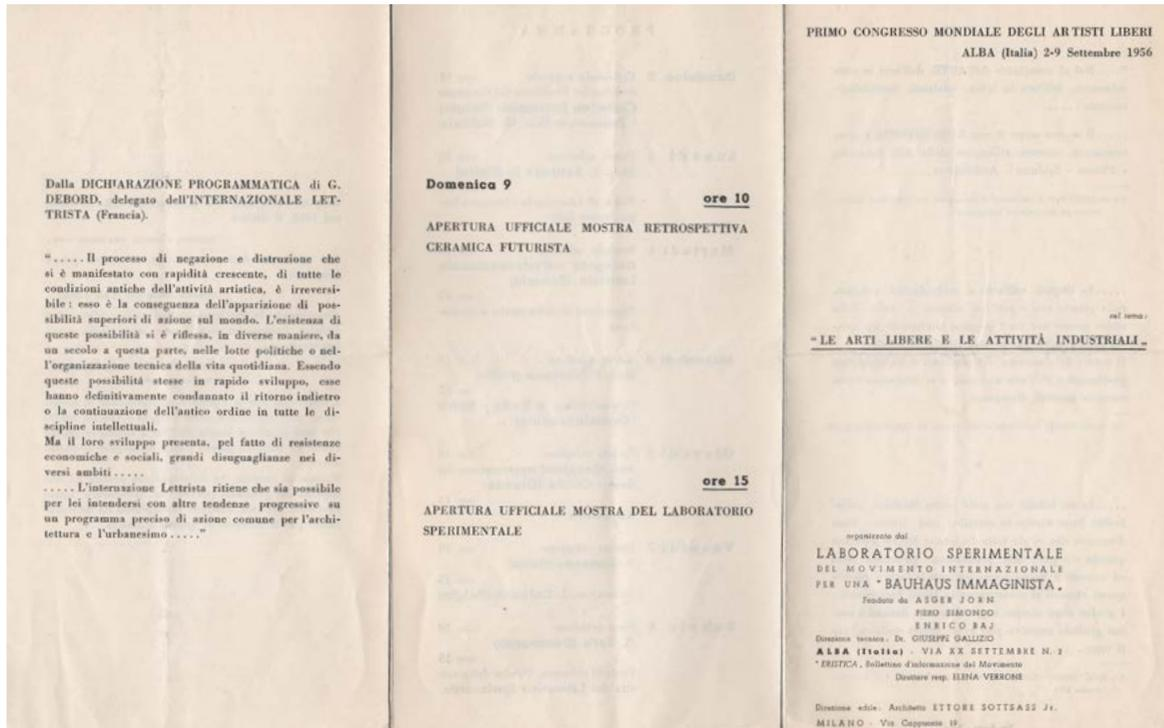 Dalla DICHIARAZIONE PROGRAMMATICA di G.
DEBORD, delegato dell'INTERNAZIONALE LET-
TRISTA (Francia).
“.....Il processo di negazione e distruzione che
si è manifestato con rapidità crescente, di tutte le
condizioni antiche dell'attività artistica, è irreversi-
bile : esso è la conseguenza dell'apparizione di pos-
sibilità superiori di azione sul mondo. L'esistenza di
queste possibilità si è riflessa, in diverse maniere, da
un secolo a questa parte, nelle lotte politiche o nel-
l'organizzazione tecnica della vita quotidiana. Essendo
queste possibilità stesse in rapido sviluppo, esse
hanno definitivamente condannato il ritorno indietro
o la continuazione dell'antico ordine in tutte le di-
scipline intellettuali.
Ma il loro sviluppo presenta, pel fatto di resistenze
economiche e sociali, grandi disuguaglianze nei di-
versi ambiti .....
.....L'internazione Lettrista ritiene che sia possibile
per lei intendersi con altre tendenze progressive su
un programma preciso di azione comune per l'archi-
tettura e l'urbanesimo .....”
Domenica 9
ore 10
APERTURA UFFICIALE MOSTRA RETROSPETTIVA
CERAMICA FUTURISTA
ore 15
APERTURA UFFICIALE MOSTRA DEL LABORATORIO
SPERIMENTALE
PRIMO CONGRESSO MONDIALE DEGLI ARTISTI LIBERI
ALBA (Italia) 2-9 Settembre 1956
sul tema:
“LE ARTI LIBERE E LE ATTIVITÀ INDUSTRIALI„
organizzato dal
LABORATORIO SPERIMENTALE
DEL MOVIMENTO INTERNAZIONALE
PER UNA “BAUHAUS IMMAGINISTA„
Fondato da ASGER JORN
PIERO SIMONDO
ENRICO BAJ
Direzione tecnica: Dr. GIUSEPPE GALLIZIO
ALBA (Italia) - VIA XX SETTEMBRE N. 2
“ERISTICA„ Bollettino d'informazione del Movimento
Direttore resp. ELENA VERRONE
Direzione edile: Architetto ETTORE SOTTSASS Jr.
MILANO - Via Cappuccio 19